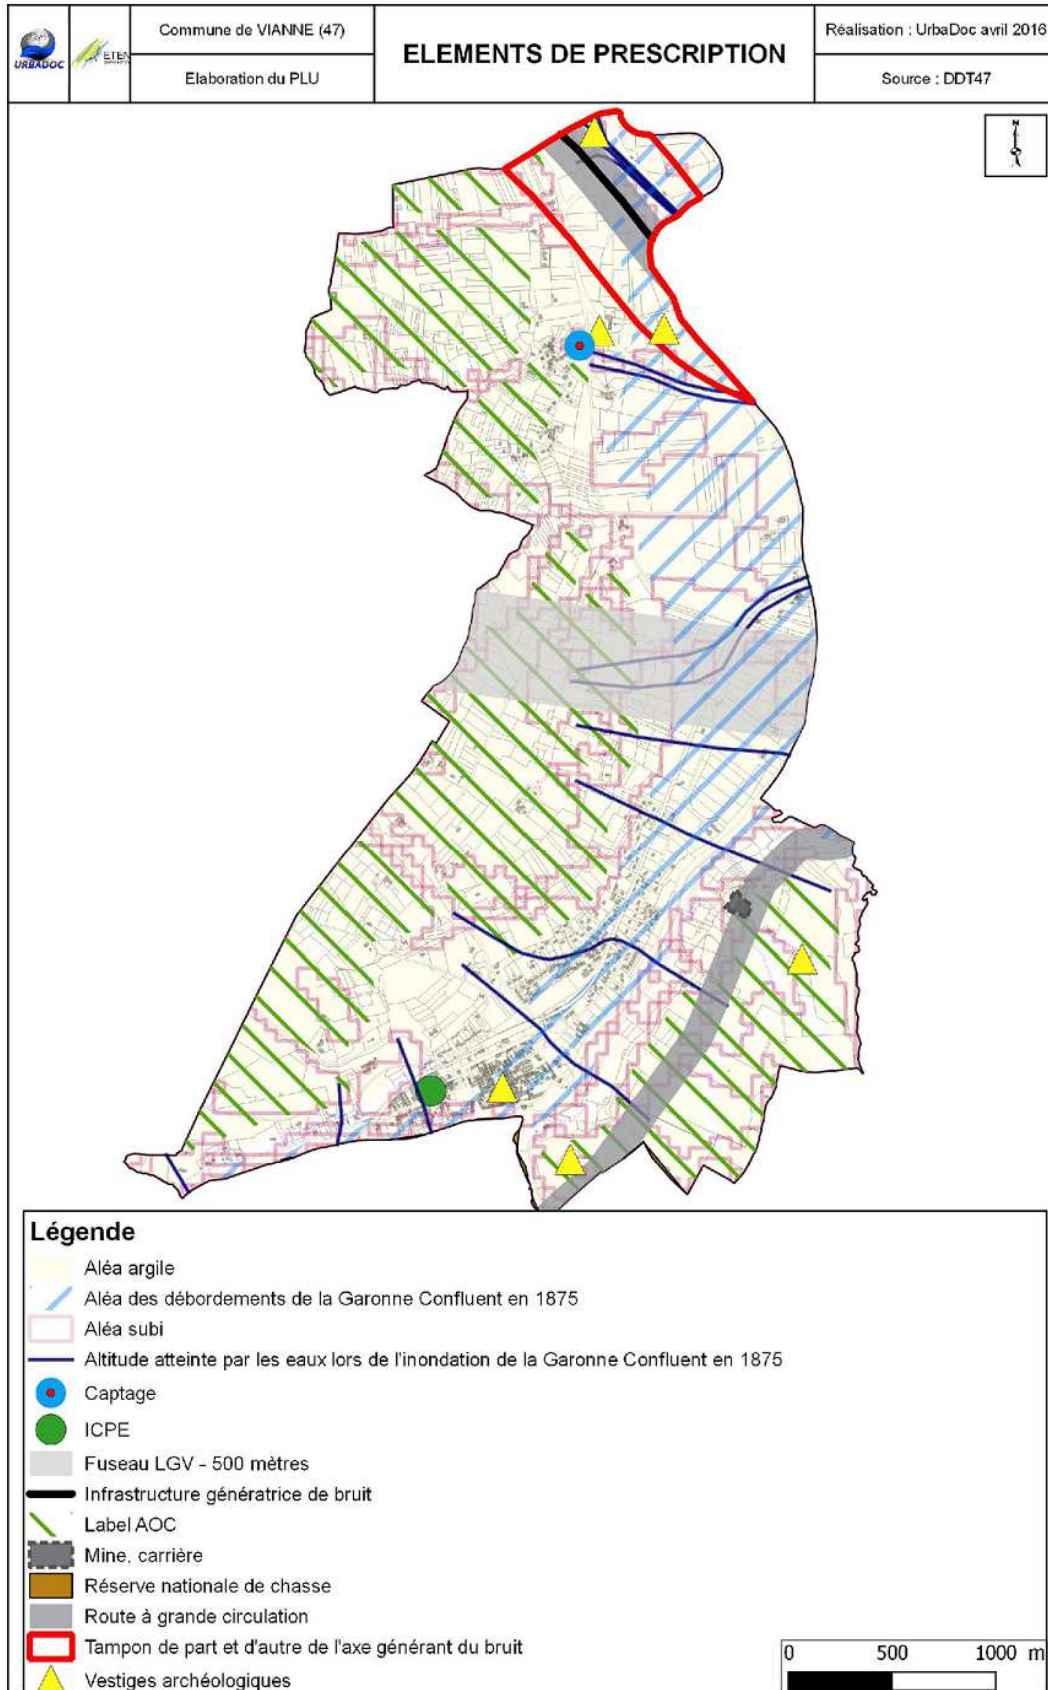 URBADOC
ETEN
Commune de VIANNE (47)
Elaboration du PLU
ELEMENTS DE PRESCRIPTION
Réalisation : UrbaDoc avril 2016
Source : DDT47
N
Légende
Aléa argile
Aléa des débordements de la Garonne Confluent en 1875
Aléa subi
Altitude atteinte par les eaux lors de l'inondation de la Garonne Confluent en 1875
Captage
ICPE
Fuseau LGV - 500 mètres
Infrastructure génératrice de bruit
Label AOC
Mine, carrière
Réserve nationale de chasse
Route à grande circulation
Tampon de part et d'autre de l'axe générant du bruit
Vestiges archéologiques
0 500 1000 m